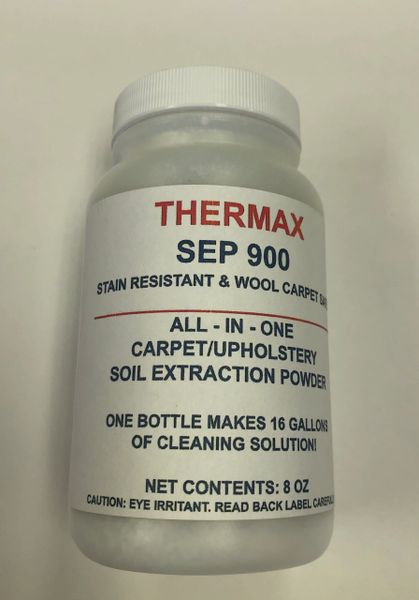 THERMAX
SEP 900
STAIN RESISTANT & WOOL CARPET
ALL - IN - ONE
CARPET/UPHOLSTERY
SOIL EXTRACTION POWDER
ONE BOTTLE MAKES 16 GALLONS
OF CLEANING SOLUTION!
NET CONTENTS: 8 OZ
CAUTION: EYE IRRITANT. READ BACK LABEL